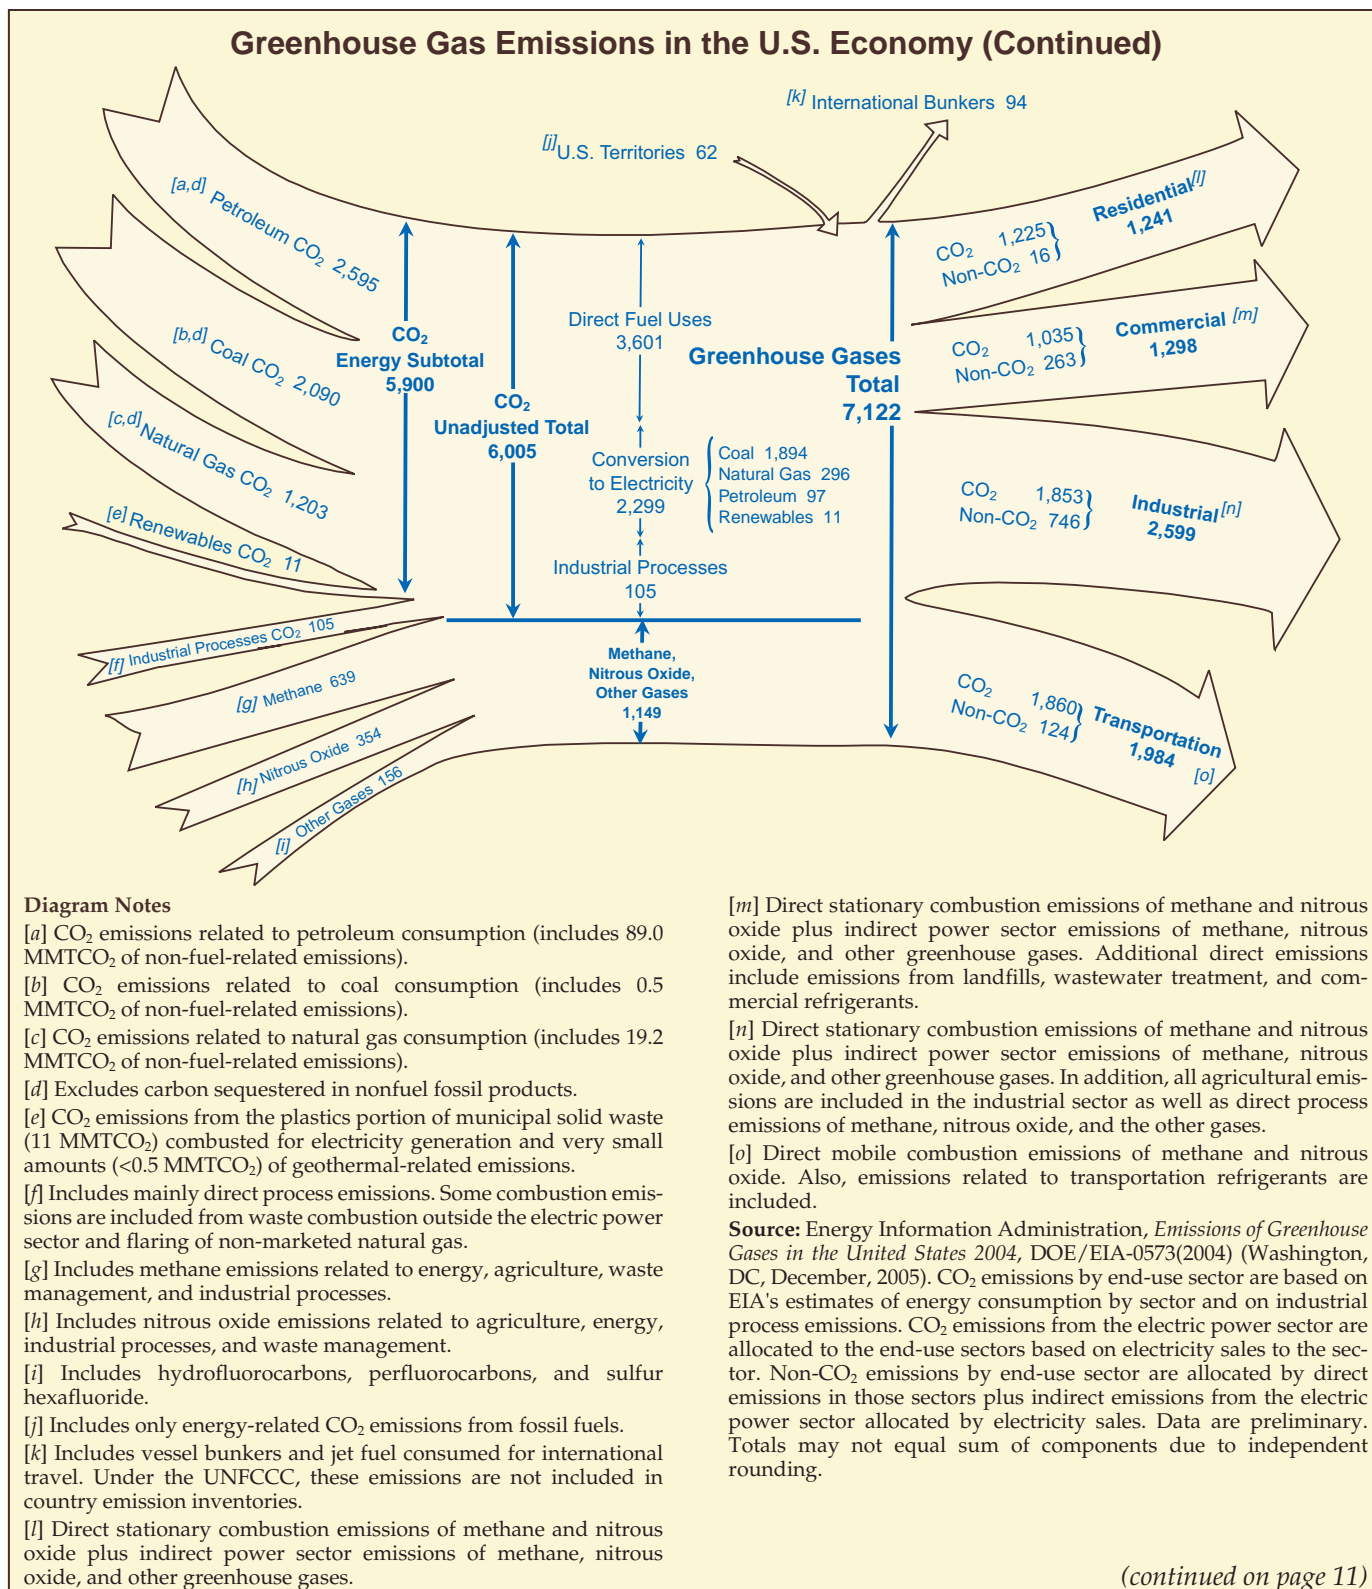 Greenhouse Gas Emissions in the U.S. Economy (Continued)
[k] International Bunkers 94
[j] U.S. Territories 62
[a,d] Petroleum CO₂ 2,595
[b,d] Coal CO₂ 2,090
[c,d] Natural Gas CO₂ 1,203
[e] Renewables CO₂ 11
[f] Industrial Processes CO₂ 105
[g] Methane 639
[h] Nitrous Oxide 354
[i] Other Gases 156
CO₂
Energy Subtotal
5,900
CO₂
Unadjusted Total
6,005
Direct Fuel Uses
3,601
Conversion
to Electricity
2,299
Coal 1,894
Natural Gas 296
Petroleum 97
Renewables 11
Industrial Processes
105
Methane,
Nitrous Oxide,
Other Gases
1,149
Greenhouse Gases
Total
7,122
CO₂ 1,225
Non-CO₂ 16
Residential [l]
1,241
CO₂ 1,035
Non-CO₂ 263
Commercial [m]
1,298
CO₂ 1,853
Non-CO₂ 746
Industrial [n]
2,599
CO₂ 1,860
Non-CO₂ 124
Transportation
1,984
[o]
Diagram Notes
[a] CO₂ emissions related to petroleum consumption (includes 89.0
MMTCO₂ of non-fuel-related emissions).
[b] CO₂ emissions related to coal consumption (includes 0.5
MMTCO₂ of non-fuel-related emissions).
[c] CO₂ emissions related to natural gas consumption (includes 19.2
MMTCO₂ of non-fuel-related emissions).
[d] Excludes carbon sequestered in nonfuel fossil products.
[e] CO₂ emissions from the plastics portion of municipal solid waste
(11 MMTCO₂) combusted for electricity generation and very small
amounts (<0.5 MMTCO₂) of geothermal-related emissions.
[f] Includes mainly direct process emissions. Some combustion emis-
sions are included from waste combustion outside the electric power
sector and flaring of non-marketed natural gas.
[g] Includes methane emissions related to energy, agriculture, waste
management, and industrial processes.
[h] Includes nitrous oxide emissions related to agriculture, energy,
industrial processes, and waste management.
[i] Includes hydrofluorocarbons, perfluorocarbons, and sulfur
hexafluoride.
[j] Includes only energy-related CO₂ emissions from fossil fuels.
[k] Includes vessel bunkers and jet fuel consumed for international
travel. Under the UNFCCC, these emissions are not included in
country emission inventories.
[l] Direct stationary combustion emissions of methane and nitrous
oxide plus indirect power sector emissions of methane, nitrous
oxide, and other greenhouse gases.
[m] Direct stationary combustion emissions of methane and nitrous
oxide plus indirect power sector emissions of methane, nitrous
oxide, and other greenhouse gases. Additional direct emissions
include emissions from landfills, wastewater treatment, and com-
mercial refrigerants.
[n] Direct stationary combustion emissions of methane and nitrous
oxide plus indirect power sector emissions of methane, nitrous
oxide, and other greenhouse gases. In addition, all agricultural emis-
sions are included in the industrial sector as well as direct process
emissions of methane, nitrous oxide, and the other gases.
[o] Direct mobile combustion emissions of methane and nitrous
oxide. Also, emissions related to transportation refrigerants are
included.
Source: Energy Information Administration, Emissions of Greenhouse
Gases in the United States 2004, DOE/EIA-0573(2004) (Washington,
DC, December, 2005). CO₂ emissions by end-use sector are based on
EIA's estimates of energy consumption by sector and on industrial
process emissions. CO₂ emissions from the electric power sector are
allocated to the end-use sectors based on electricity sales to the sec-
tor. Non-CO₂ emissions by end-use sector are allocated by direct
emissions in those sectors plus indirect emissions from the electric
power sector allocated by electricity sales. Data are preliminary.
Totals may not equal sum of components due to independent
rounding.
(continued on page 11)